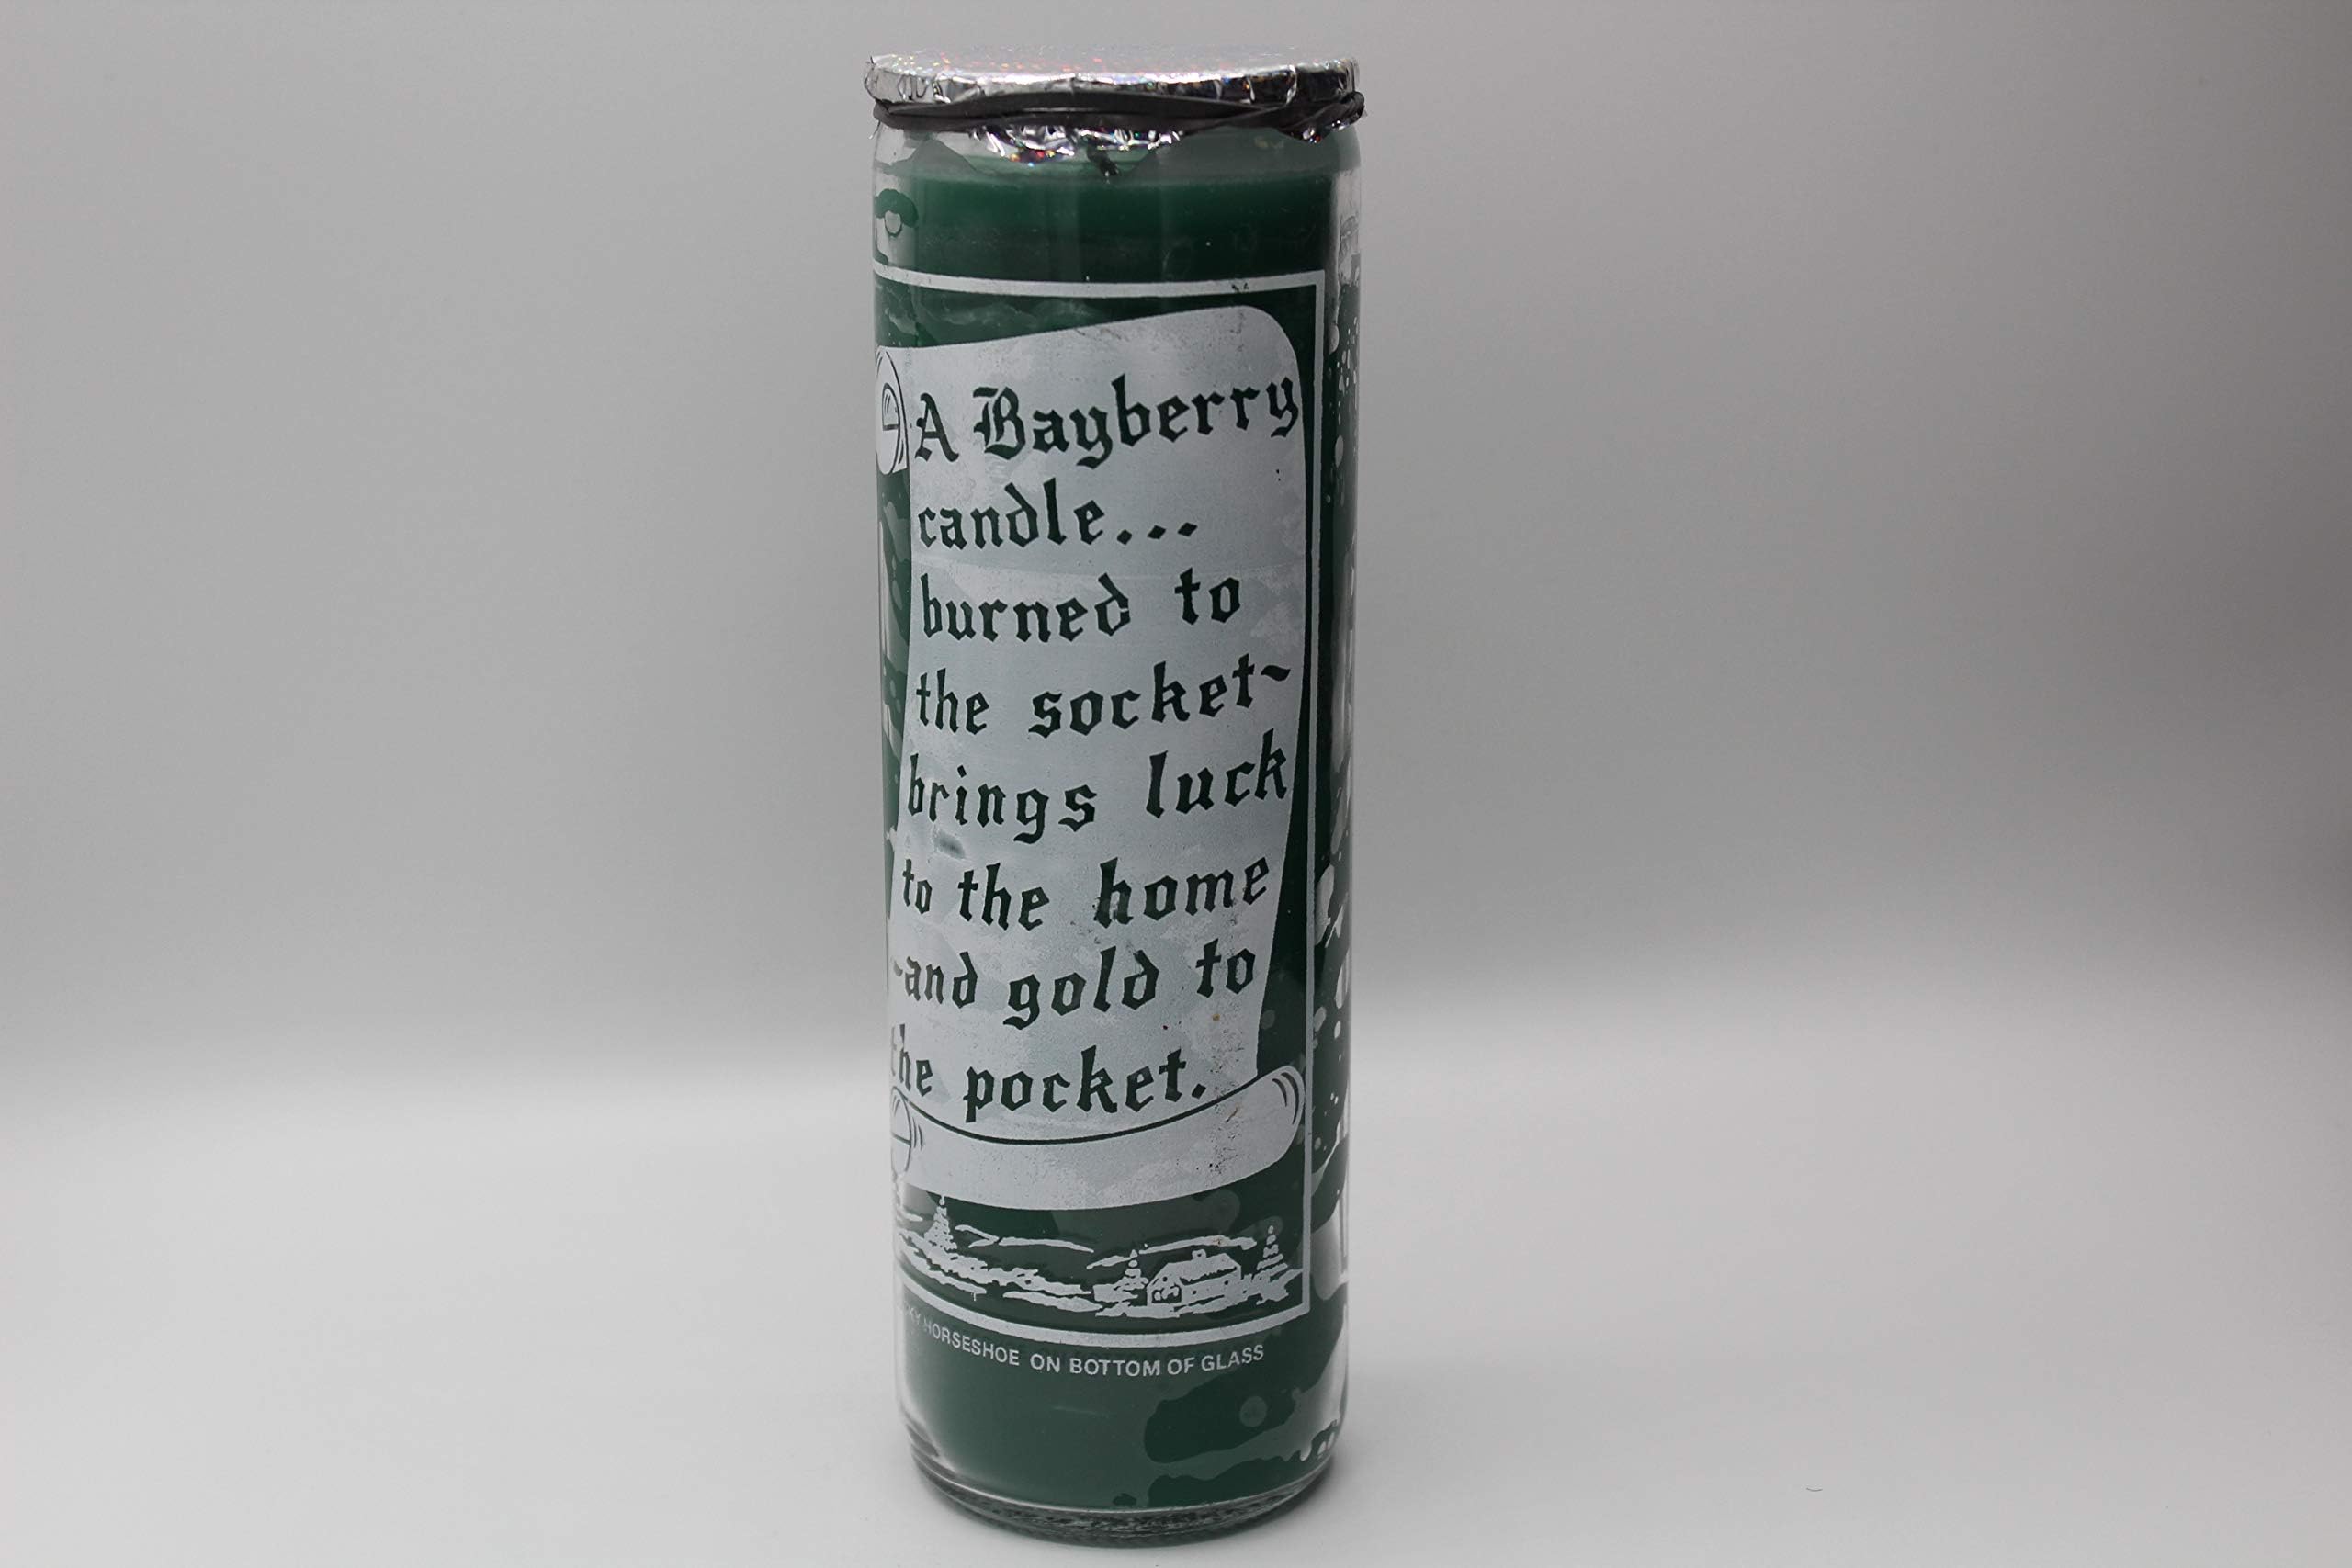 A Bayberry
candle...
burned to
the socket~
brings luck
to the home
~and gold to
the pocket.
HORSESHOE ON BOTTOM OF GLASS